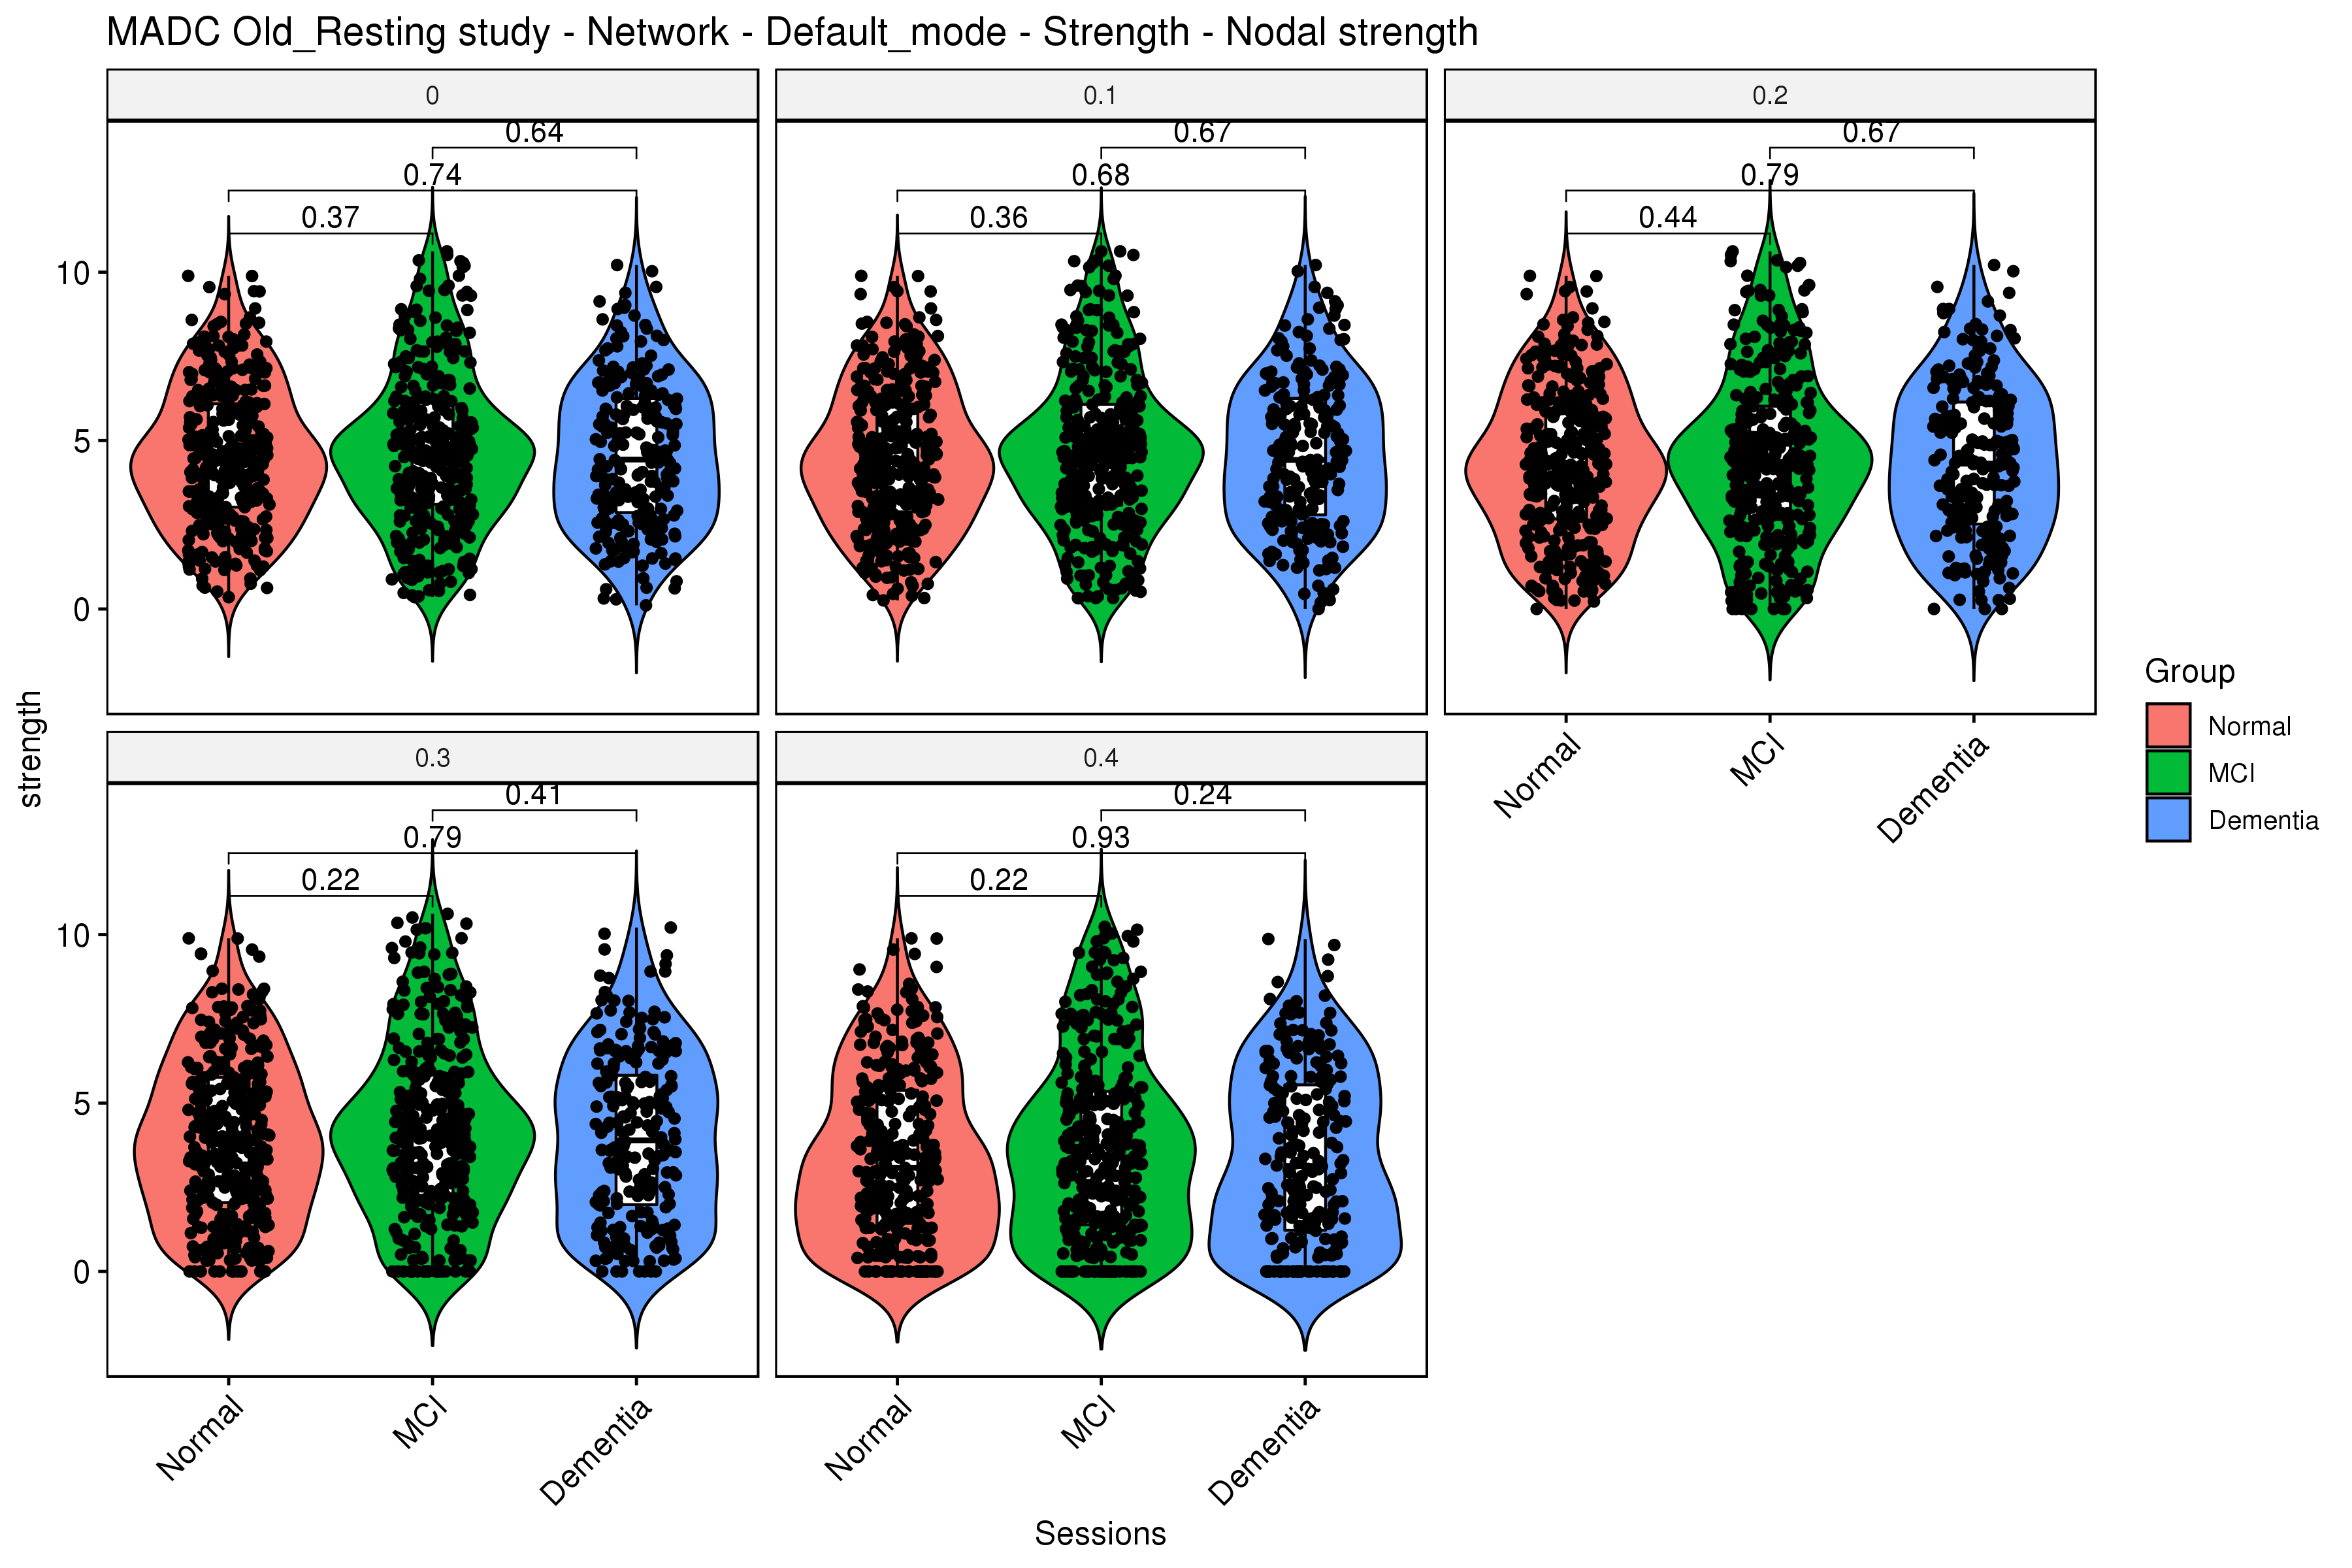 MADC Old_Resting study - Network - Default_mode - Strength - Nodal strength
0
0.1
0.2
0.64
0.74
0.37
0.67
0.68
0.36
0.67
0.79
0.44
10
5
0
Normal
MCI
Dementia
0.3
0.4
0.41
0.79
0.22
0.24
0.93
0.22
10
5
0
Normal
MCI
Dementia
Normal
MCI
Dementia
strength
Sessions
Group
Normal
MCI
Dementia